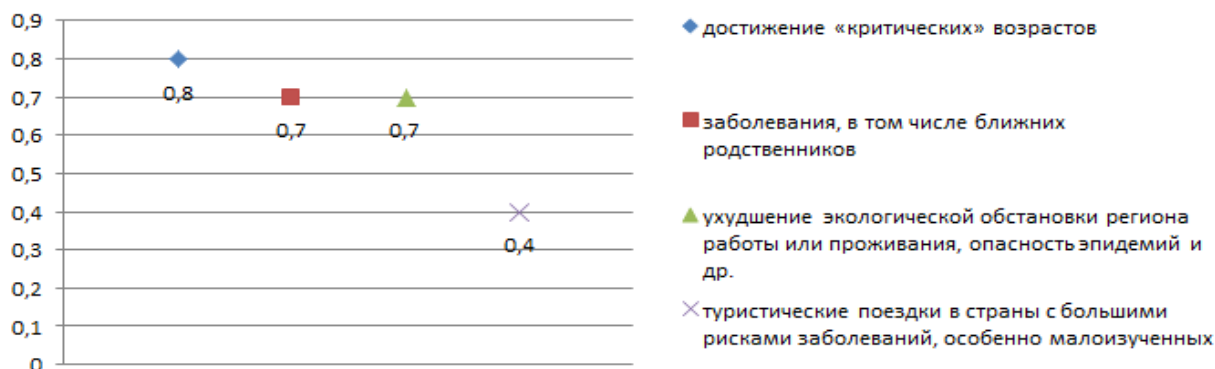 0,9
0,8
0,7
0,6
0,5
0,4
0,3
0,2
0,1
0
0,8
0,7
0,7
0,4
достижение «критических» возрастов
заболевания, в том числе ближних
родственников
ухудшение экологической обстановки региона
работы или проживания, опасность эпидемий и
др.
туристические поездки в страны с большими
рисками заболеваний, особенно малоизученных